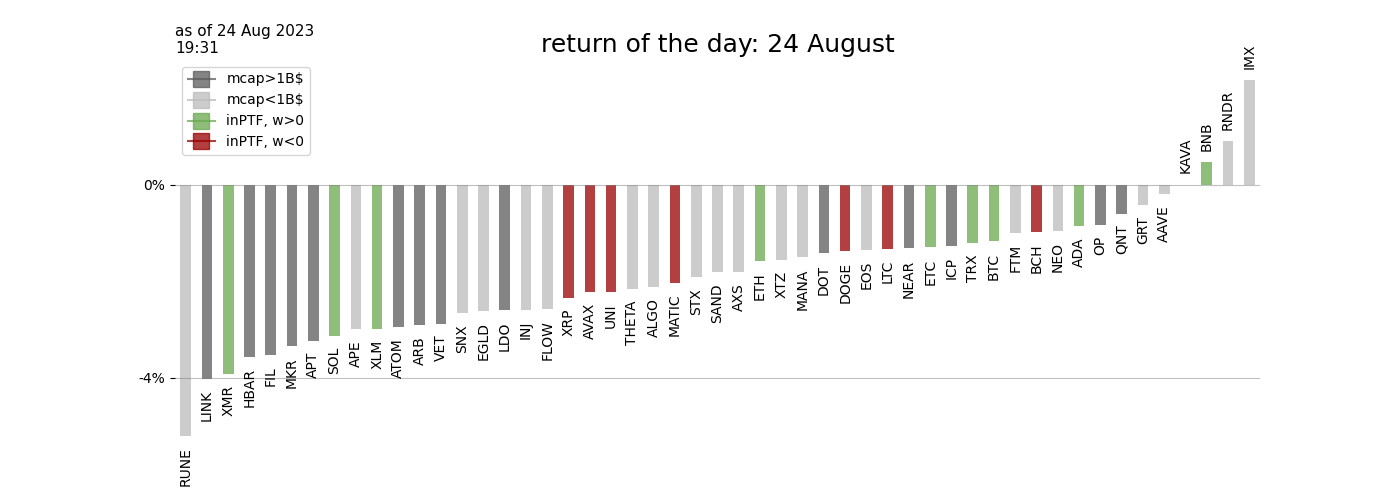 as of 24 Aug 2023
19:31
return of the day: 24 August
mcap>1B$
mcap<1B$
inPTF, w>0
inPTF, w<0
0%
-4%
RUNE
LINK
XMR
HBAR
FIL
MKR
APT
SOL
APE
XLM
ATOM
ARB
VET
SNX
EGLD
LDO
INJ
FLOW
XRP
AVAX
UNI
THETA
ALGO
MATIC
STX
SAND
AXS
ETH
XTZ
MANA
DOT
DOGE
EOS
LTC
NEAR
ETC
ICP
TRX
BTC
FTM
BCH
NEO
ADA
OP
QNT
GRT
AAVE
KAVA
BNB
RNDR
IMX